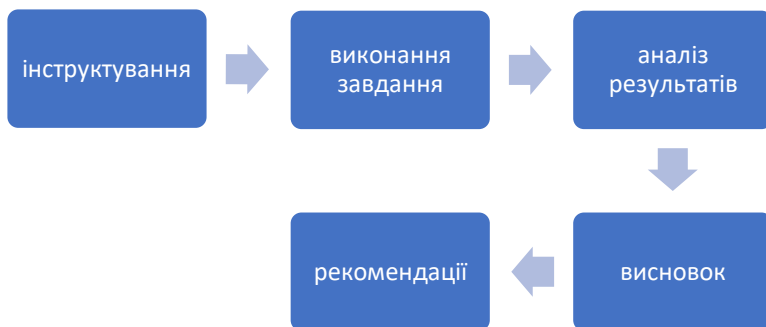 інструктування
виконання
завдання
аналіз
результатів
висновок
рекомендації